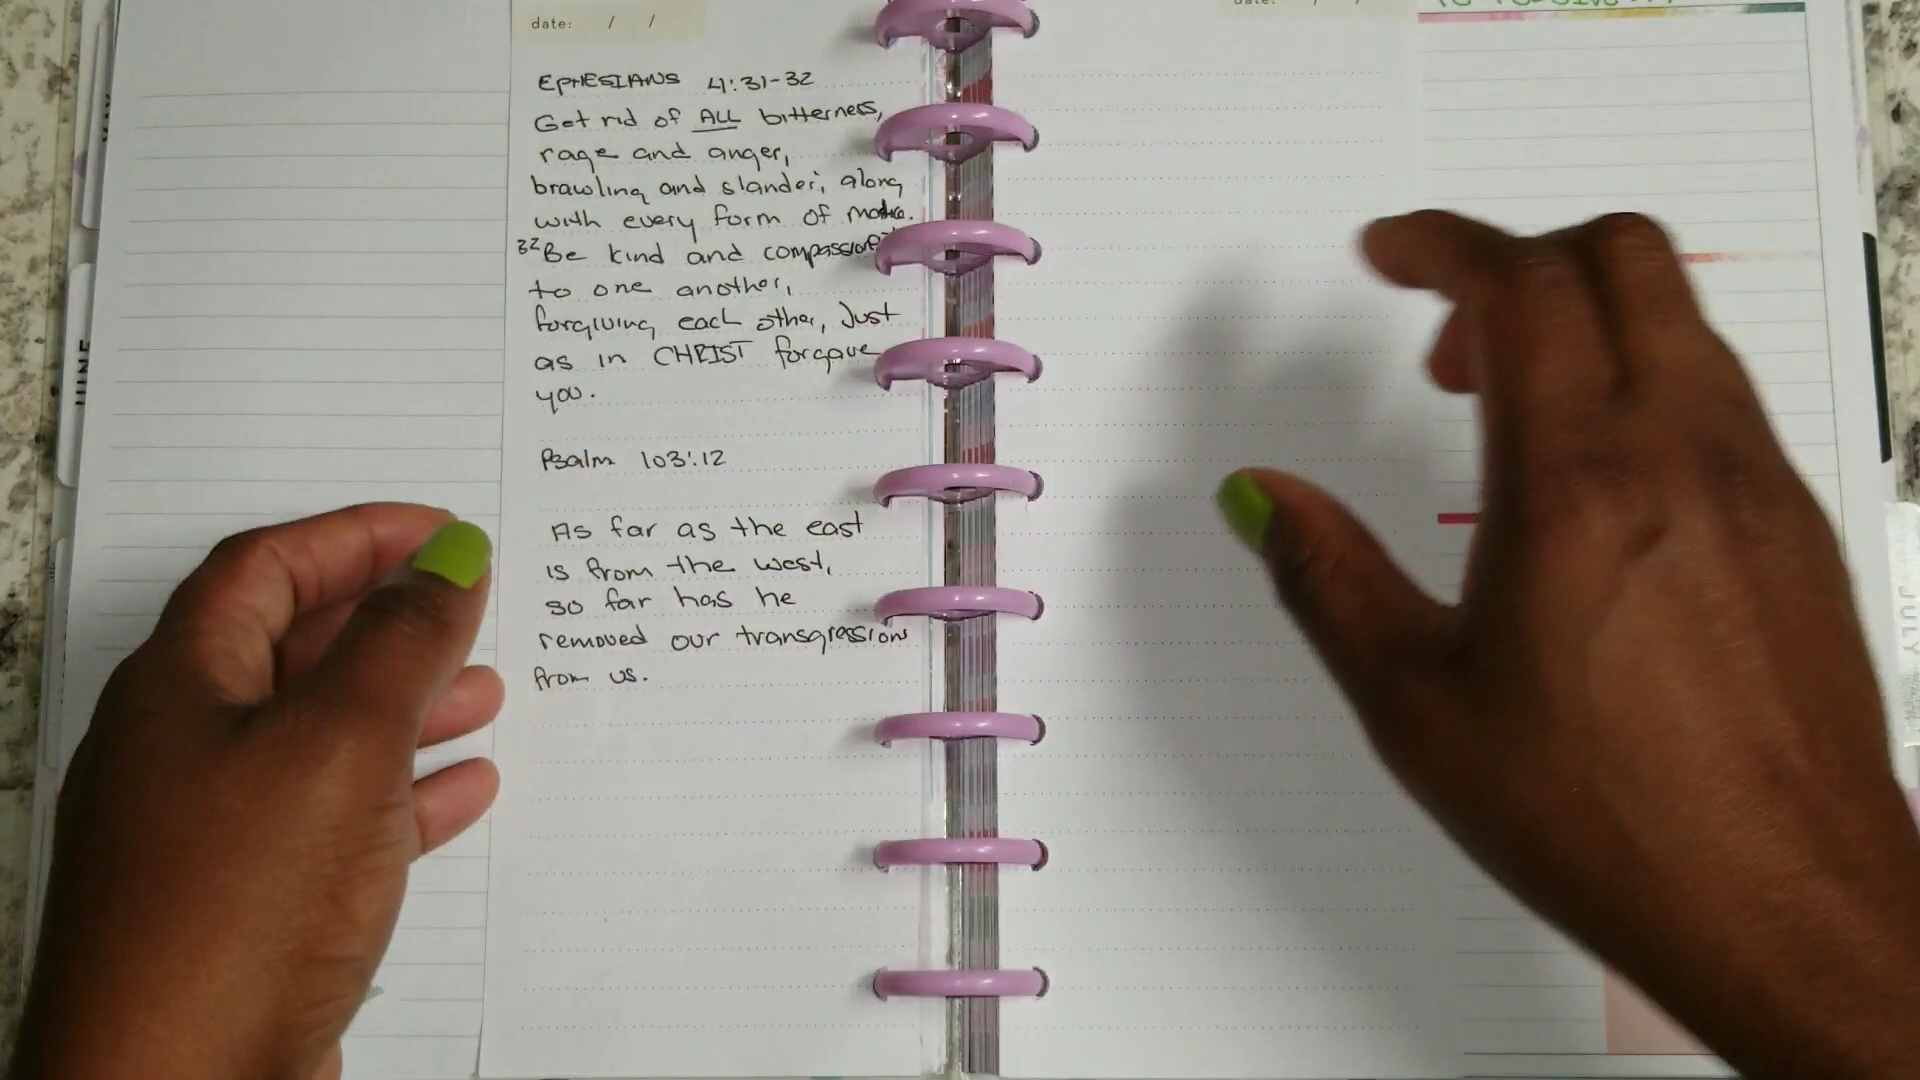 date: / /
date: / /
EPHESIANS 4:31-32
Get rid of ALL bitterness,
rage and anger,
brawling and slander, along
with every form of
32 Be kind and compassionate
to one another,
forgiving each other, Just
as in CHRIST forgave
you.
Psalm 103:12
As far as the east
is from the west,
so far has he
removed our transgressions
from us.
JUNE
JULY